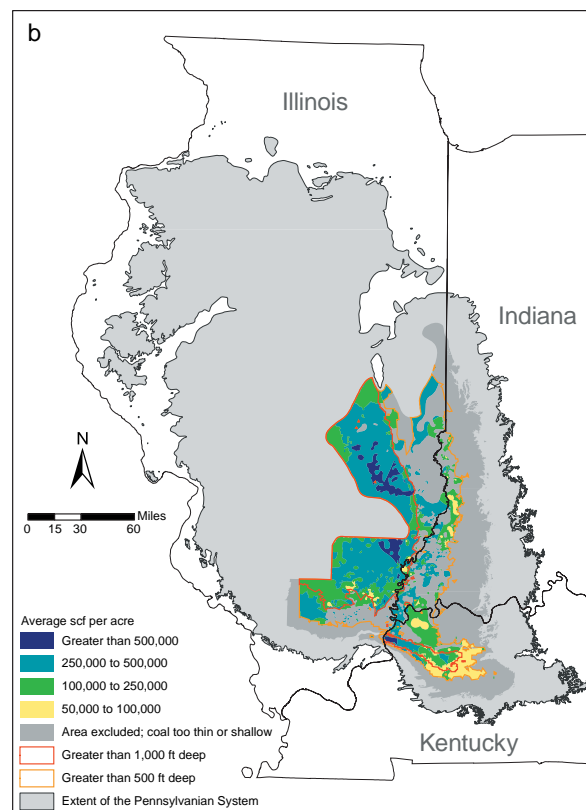 b
Illinois
Indiana
N
0 15 30 60 Miles
Average scf per acre
Greater than 500,000
250,000 to 500,000
100,000 to 250,000
50,000 to 100,000
Area excluded; coal too thin or shallow
Greater than 1,000 ft deep
Greater than 500 ft deep
Extent of the Pennsylvanian System
Kentucky